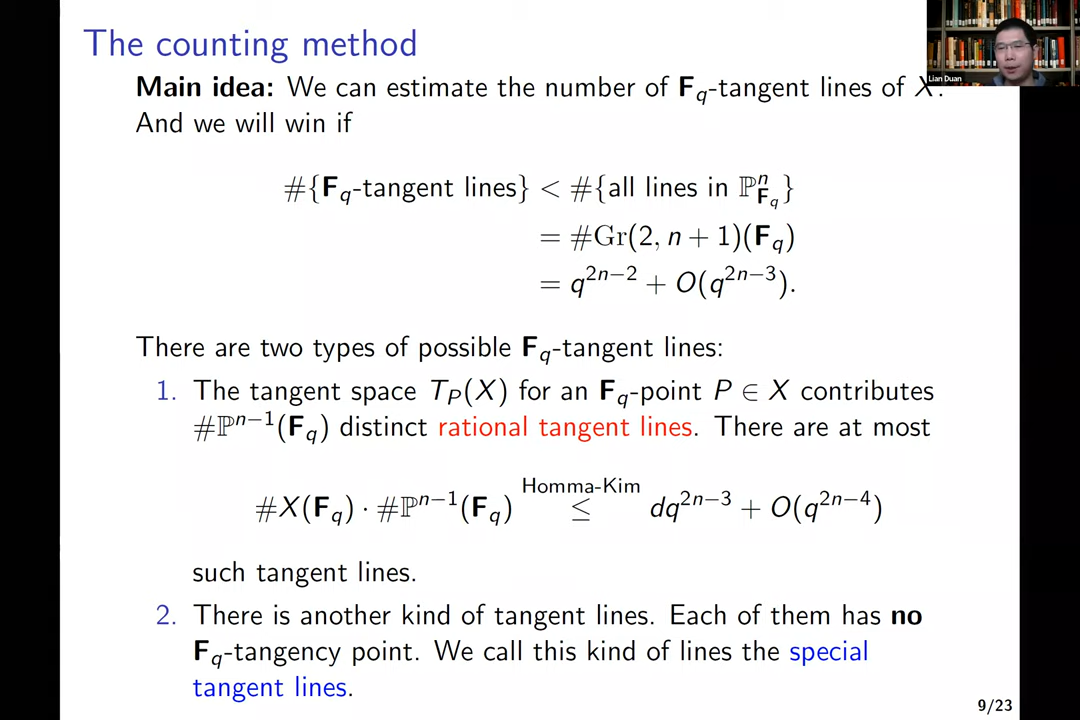 The counting method
Lian Duan
Main idea: We can estimate the number of F_q-tangent lines of X.
And we will win if
#{F_q-tangent lines} < #{all lines in ℙ^n_{F_q}}
= #Gr(2, n + 1)(F_q)
= q^{2n−2} + O(q^{2n−3}).
There are two types of possible F_q-tangent lines:
1. The tangent space T_P(X) for an F_q-point P ∈ X contributes
#ℙ^{n−1}(F_q) distinct rational tangent lines. There are at most
Homma-Kim
#X(F_q) · #ℙ^{n−1}(F_q) ≤ dq^{2n−3} + O(q^{2n−4})
such tangent lines.
2. There is another kind of tangent lines. Each of them has no
F_q-tangency point. We call this kind of lines the special
tangent lines.
9/23